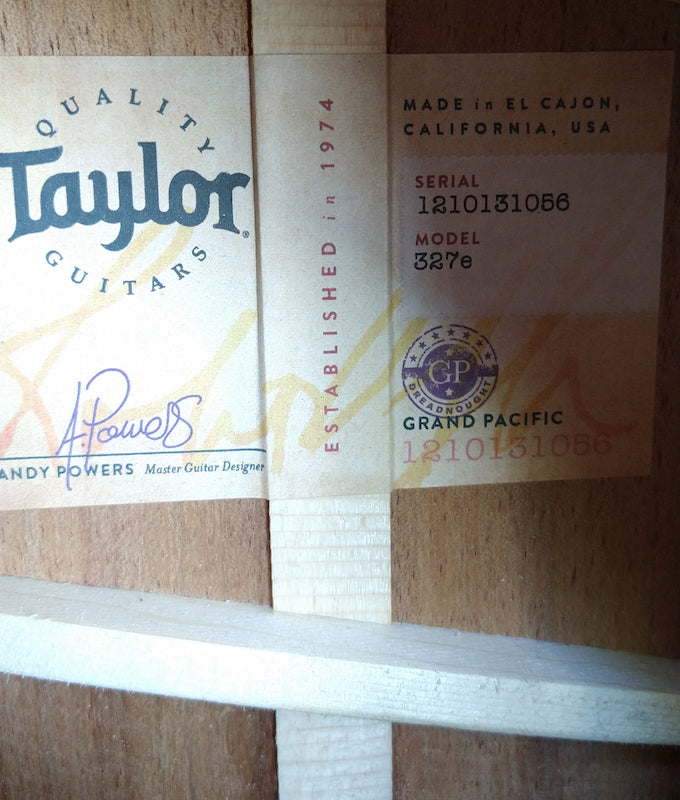 QUALITY
Taylor®
GUITARS
A. Powers
ANDY POWERS Master Guitar Designer
ESTABLISHED in 1974
MADE in EL CAJON,
CALIFORNIA, USA
SERIAL
1210131056
MODEL
327e
GP
DREADNOUGHT
GRAND PACIFIC
1210131056